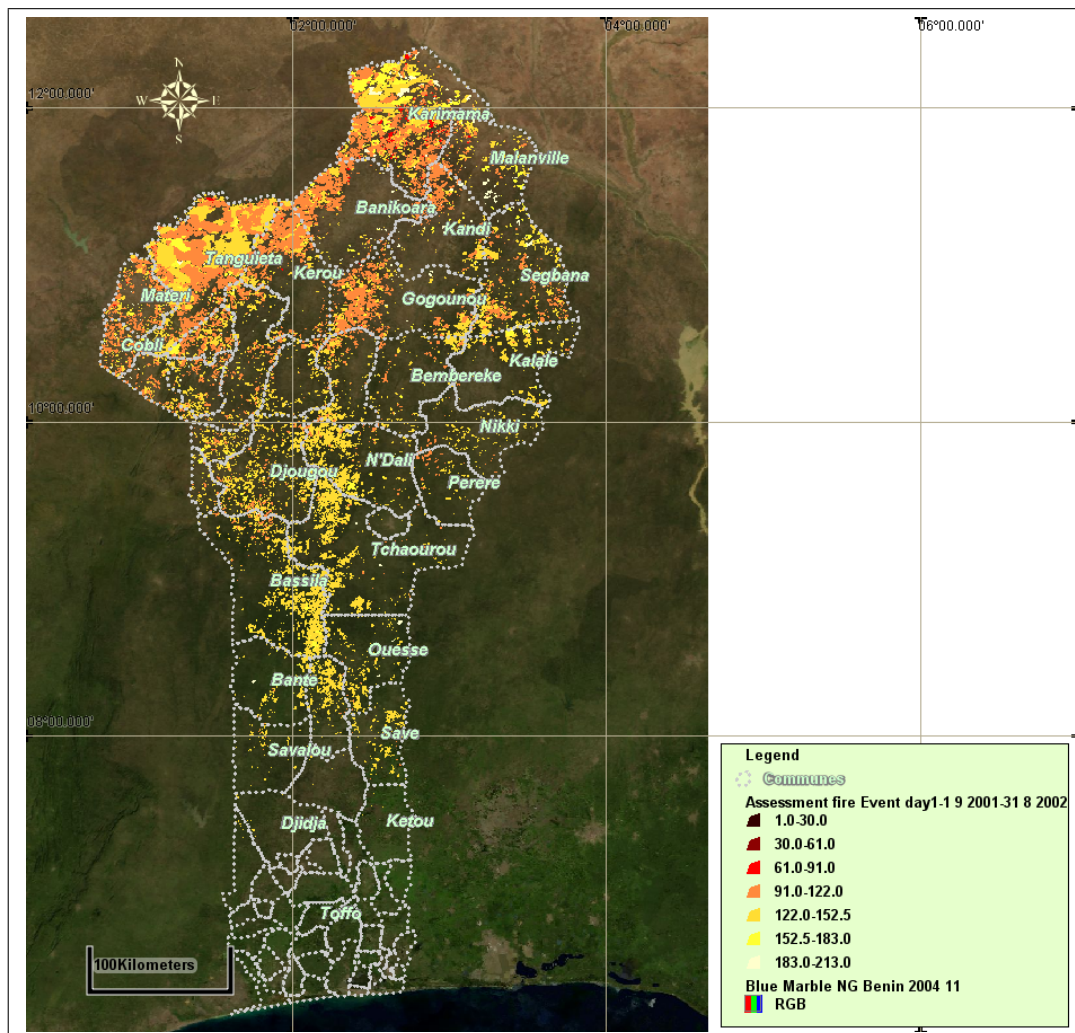 02°00.000'
04°00.000'
06°00.000'
N
W E
S
12°00.000'
Karimama
Malanville
Banikoara
Kandi
Tanguieta
Kerou
Segbana
Materi
Gogounou
Cobli
Kalale
Bembereke
10°00.000'
Nikki
N'Dali
Djougou
Perere
Tchaourou
Bassila
Ouesse
Bante
08°00.000'
Save
Savalou
Djidja
Ketou
Toffo
100Kilometers
Legend
Communes
Assessment fire Event day1-1 9 2001-31 8 2002
1.0-30.0
30.0-61.0
61.0-91.0
91.0-122.0
122.0-152.5
152.5-183.0
183.0-213.0
Blue Marble NG Benin 2004 11
RGB